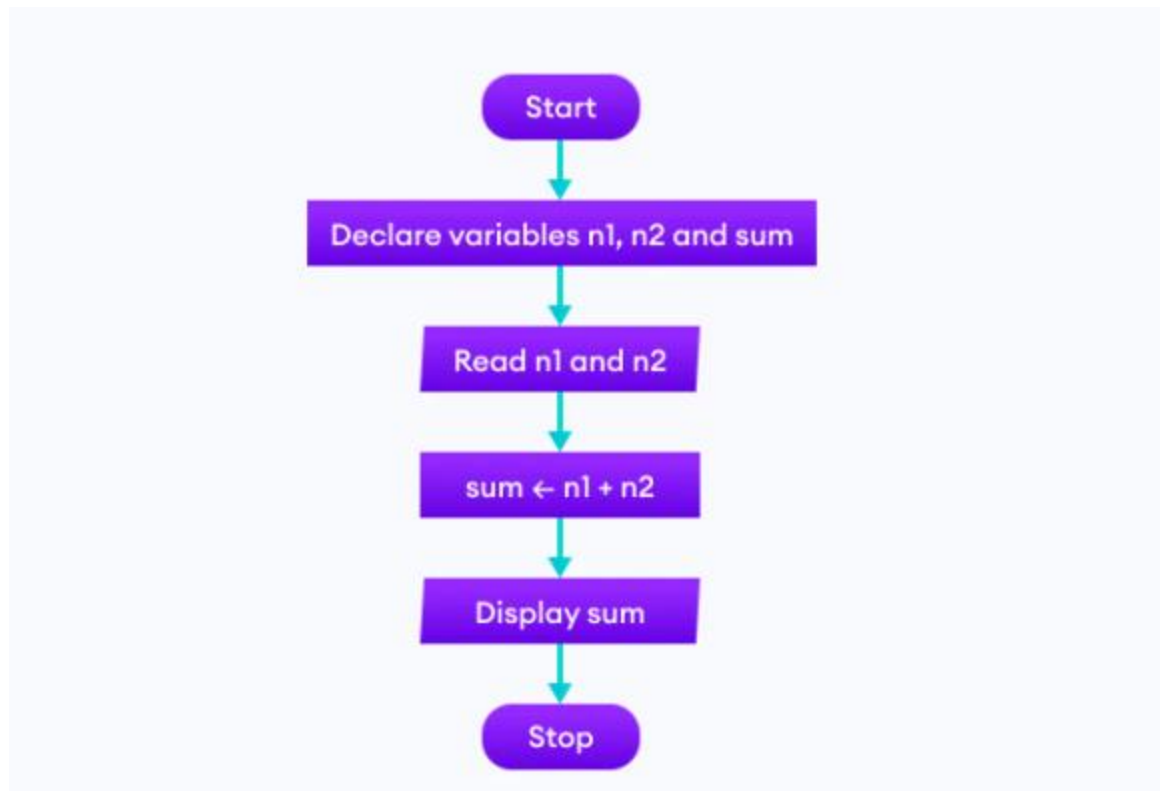 Start
Declare variables n1, n2 and sum
Read n1 and n2
sum ← n1 + n2
Display sum
Stop